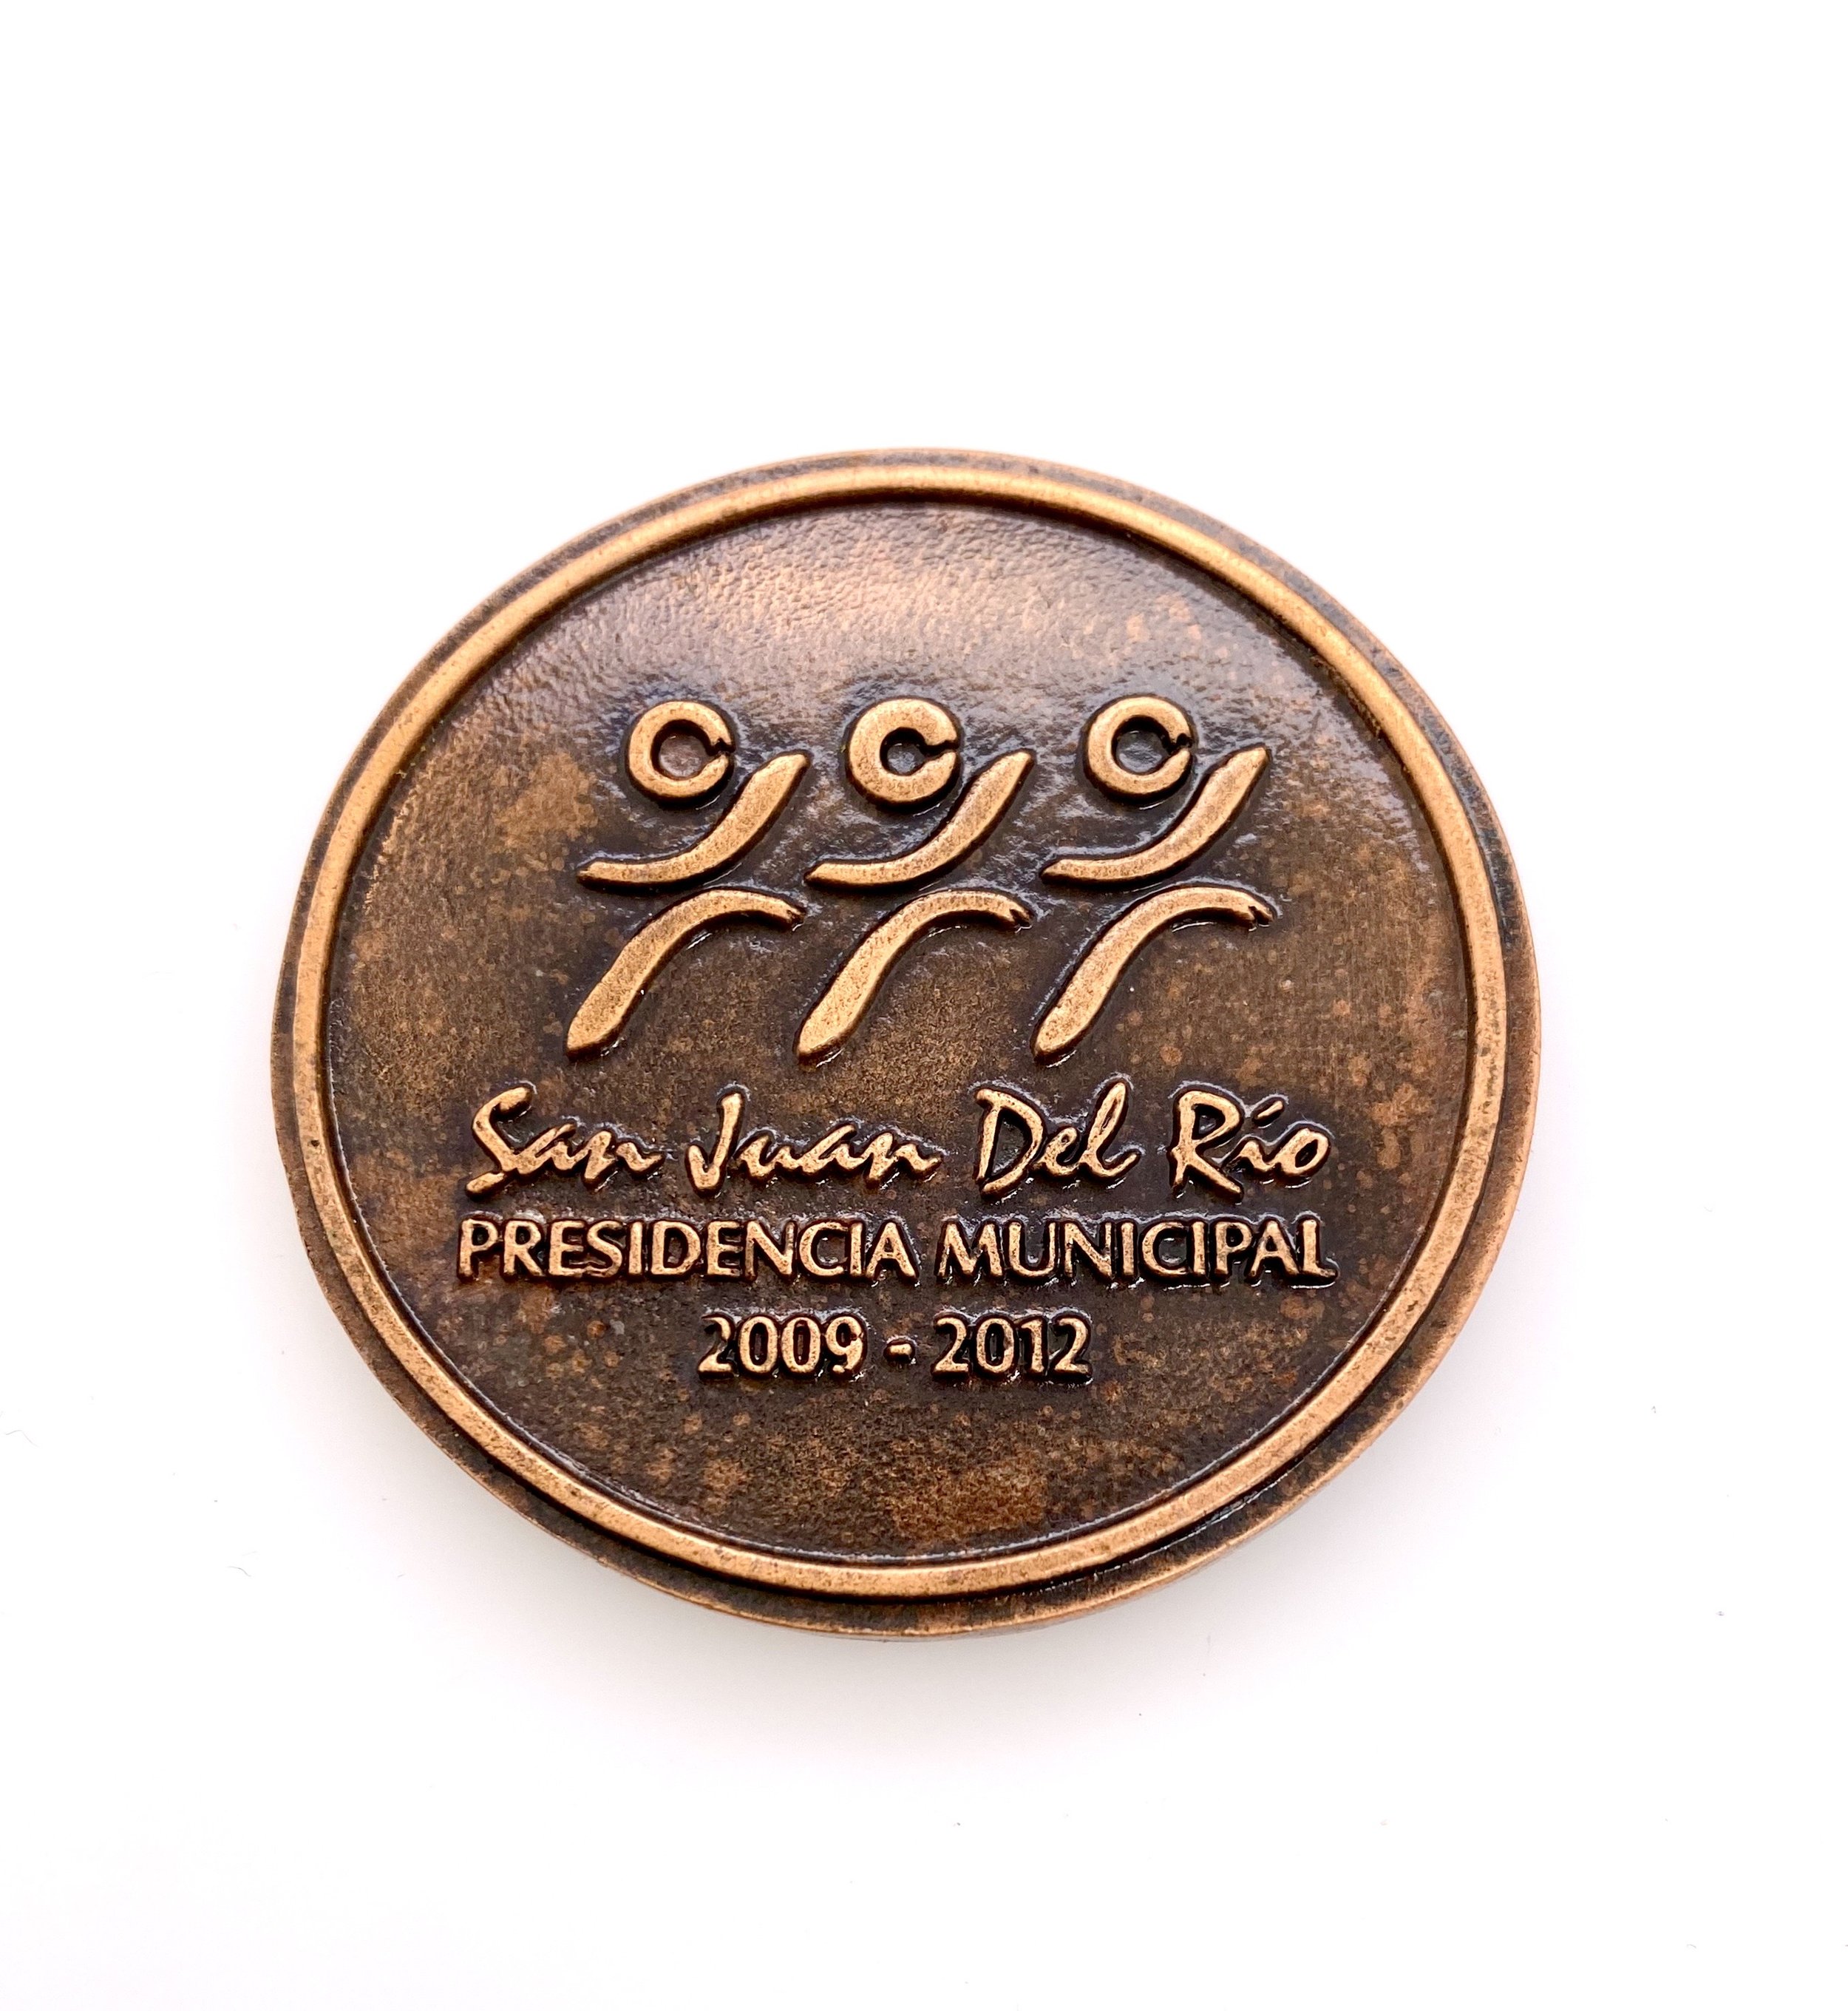 San Juan Del Río
PRESIDENCIA MUNICIPAL
2009 - 2012